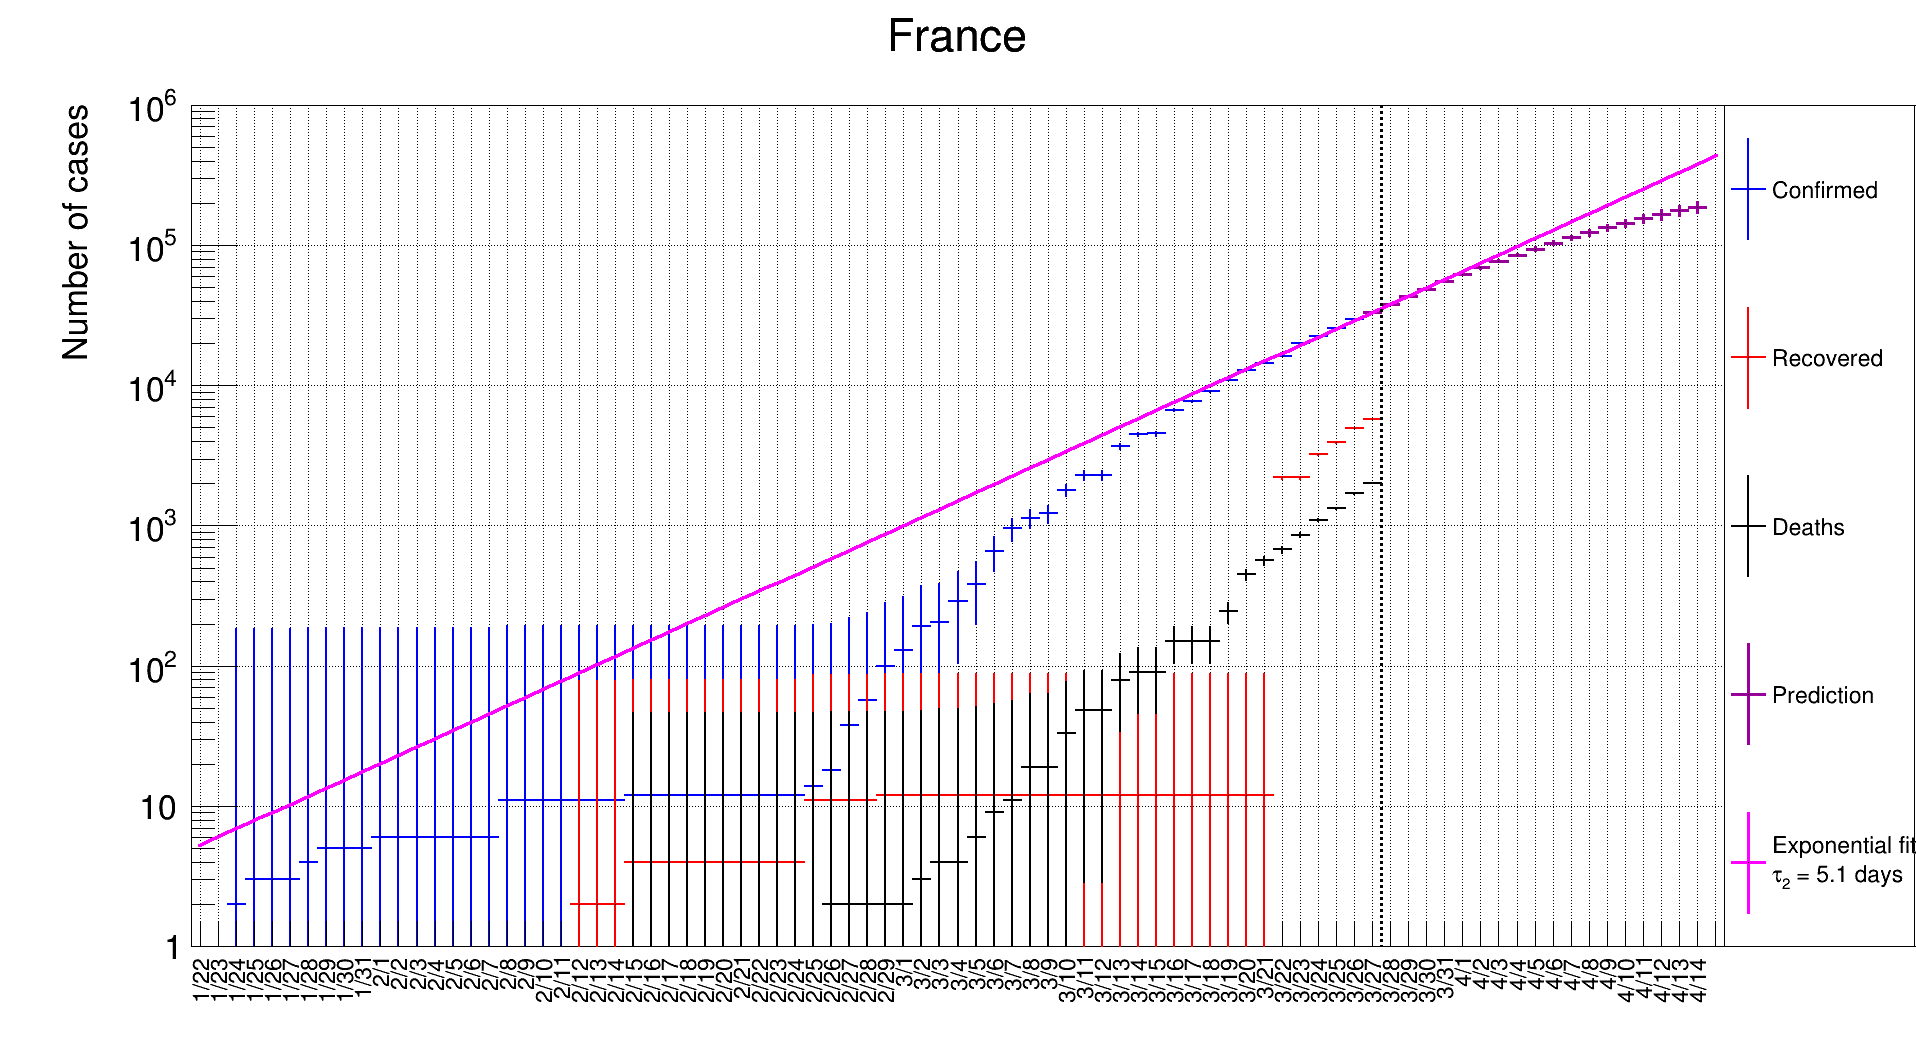 France
Number of cases
10^6
10^5
10^4
10^3
10^2
10
1
1/22 1/23 1/24 1/25 1/26 1/27 1/28 1/29 1/30 1/31 2/1 2/2 2/3 2/4 2/5 2/6 2/7 2/8 2/9 2/10 2/11 2/12 2/13 2/14 2/15 2/16 2/17 2/18 2/19 2/20 2/21 2/22 2/23 2/24 2/25 2/26 2/27 2/28 2/29 3/1 3/2 3/3 3/4 3/5 3/6 3/7 3/8 3/9 3/10 3/11 3/12 3/13 3/14 3/15 3/16 3/17 3/18 3/19 3/20 3/21 3/22 3/23 3/24 3/25 3/26 3/27 3/28 3/29 3/30 3/31 4/1 4/2 4/3 4/4 4/5 4/6 4/7 4/8 4/9 4/10 4/11 4/12 4/13 4/14
Confirmed
Recovered
Deaths
Prediction
Exponential fit
τ₂ = 5.1 days